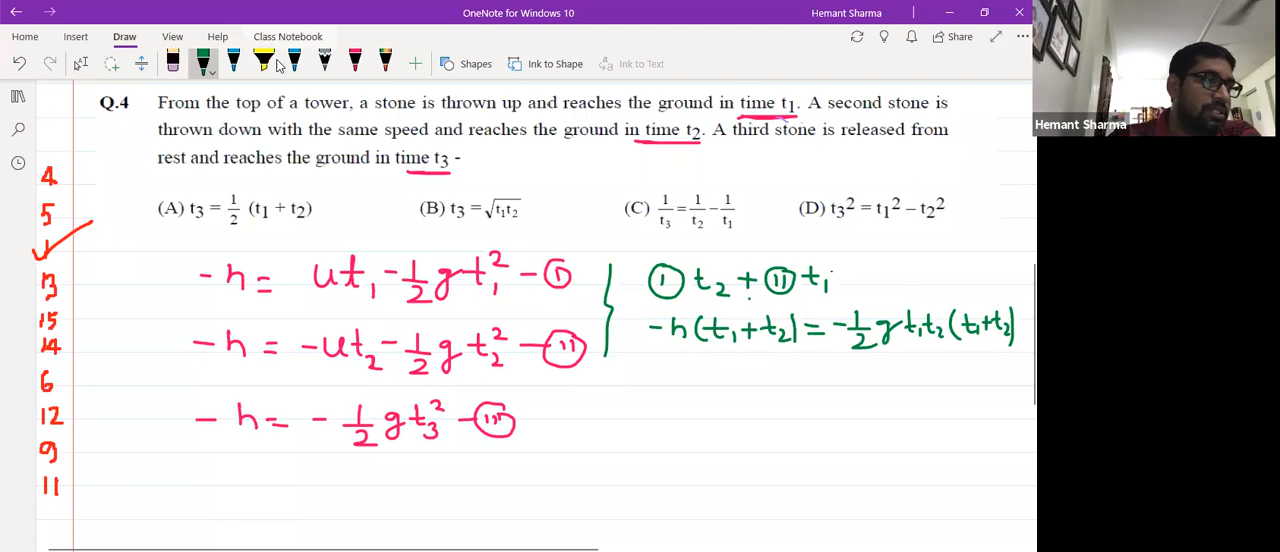 OneNote for Windows 10
Hemant Sharma
Home Insert Draw View Help Class Notebook
Share
Shapes Ink to Shape Ink to Text
Q.4 From the top of a tower, a stone is thrown up and reaches the ground in time t₁. A second stone is
thrown down with the same speed and reaches the ground in time t₂. A third stone is released from
rest and reaches the ground in time t₃ -
(A) t₃ = 1/2 (t₁ + t₂) (B) t₃ = √t₁t₂ (C) 1/t₃ = 1/t₂ − 1/t₁ (D) t₃² = t₁² − t₂²
4
5
1
13
15
14
6
12
9
11
-h = ut₁ - 1/2 gt₁² - ①
-h = -ut₂ - 1/2 gt₂² - ⑪
-h = - 1/2 gt₃² - (111)
① t₂ + ⑪ t₁
-h(t₁+t₂) = -1/2 g t₁t₂ (t₁+t₂)
Hemant Sharma